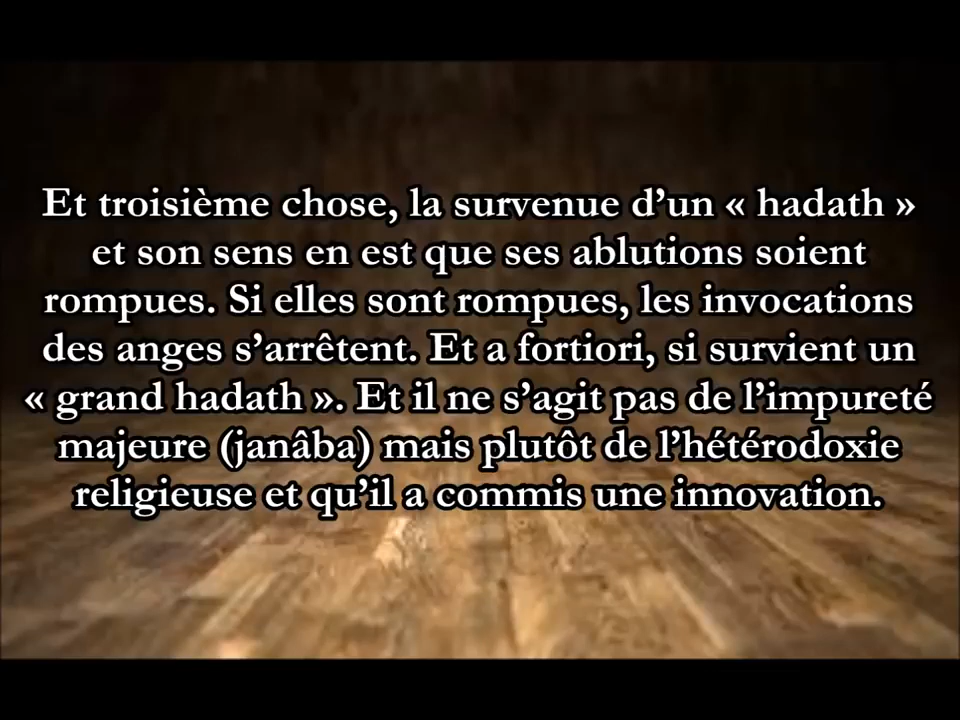 Et troisième chose, la survenue d’un « hadath »
et son sens en est que ses ablutions soient
rompues. Si elles sont rompues, les invocations
des anges s’arrêtent. Et a fortiori, si survient un
« grand hadath ». Et il ne s’agit pas de l’impureté
majeure (janâba) mais plutôt de l’hétérodoxie
religieuse et qu’il a commis une innovation.